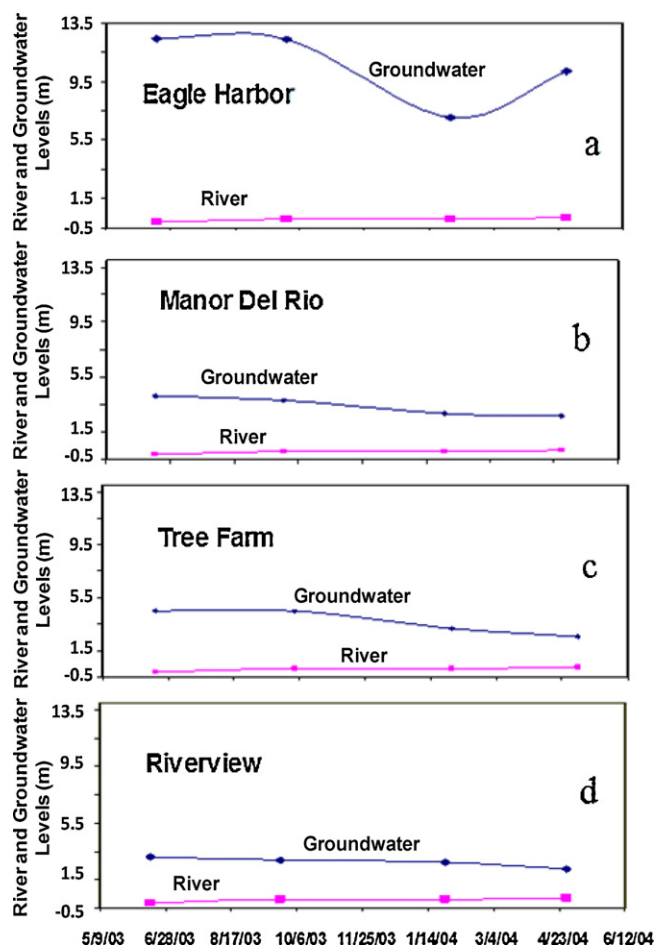 River and Groundwater
Levels (m)
13.5
9.5
5.5
1.5
-0.5
Eagle Harbor
Groundwater
River
a
River and Groundwater
Levels (m)
13.5
9.5
5.5
1.5
-0.5
Manor Del Rio
Groundwater
River
b
River and Groundwater
Levels (m)
13.5
9.5
5.5
1.5
-0.5
Tree Farm
Groundwater
River
c
River and Groundwater
Levels (m)
13.5
9.5
5.5
1.5
-0.5
Riverview
Groundwater
River
d
5/9/03 6/28/03 8/17/03 10/6/03 11/25/03 1/14/04 3/4/04 4/23/04 6/12/04